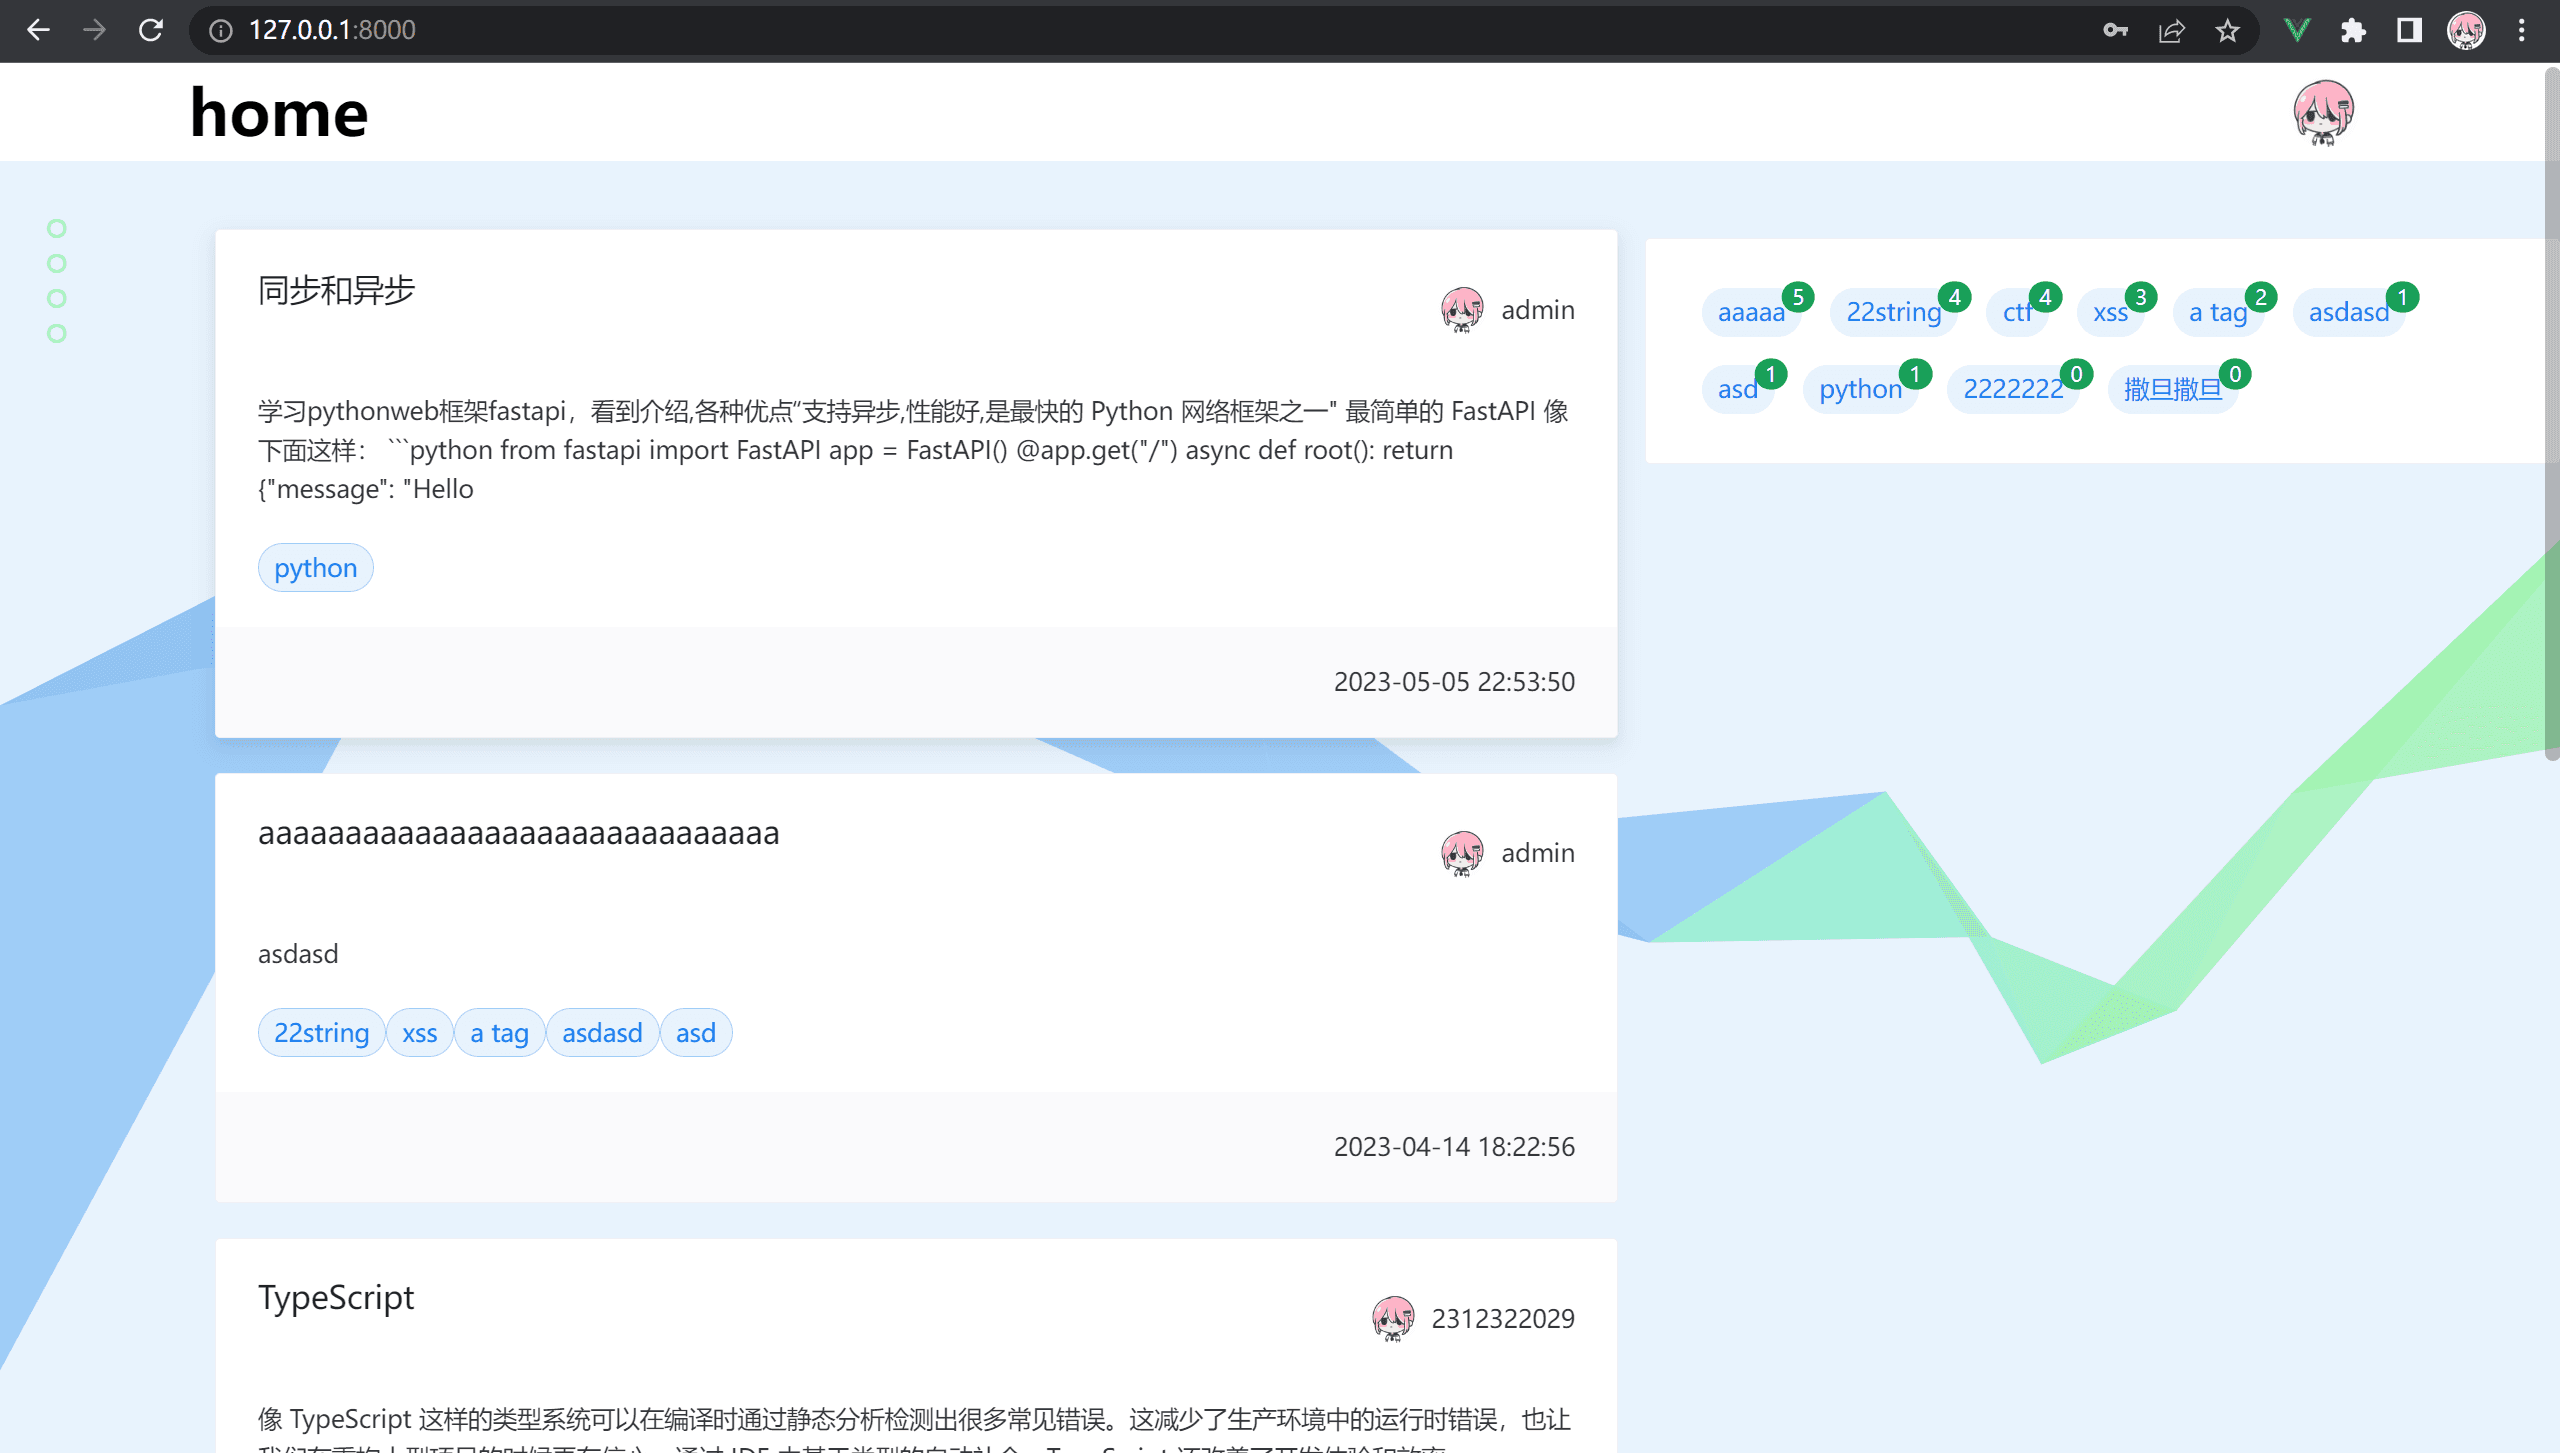 127.0.0.1:8000
home
同步和异步
admin
学习pythonweb框架fastapi，看到介绍,各种优点“支持异步,性能好,是最快的 Python 网络框架之一" 最简单的 FastAPI 像
下面这样： ```python from fastapi import FastAPI app = FastAPI() @app.get("/") async def root(): return
{"message": "Hello
python
2023-05-05 22:53:50
aaaaaaaaaaaaaaaaaaaaaaaaaaaaaa
admin
asdasd
22string xss a tag asdasd asd
2023-04-14 18:22:56
TypeScript
2312322029
像 TypeScript 这样的类型系统可以在编译时通过静态分析检测出很多常见错误。这减少了生产环境中的运行时错误，也让
aaaaa 5 22string 4 ctf 4 xss 3 a tag 2 asdasd 1
asd 1 python 1 2222222 0 撒旦撒旦 0